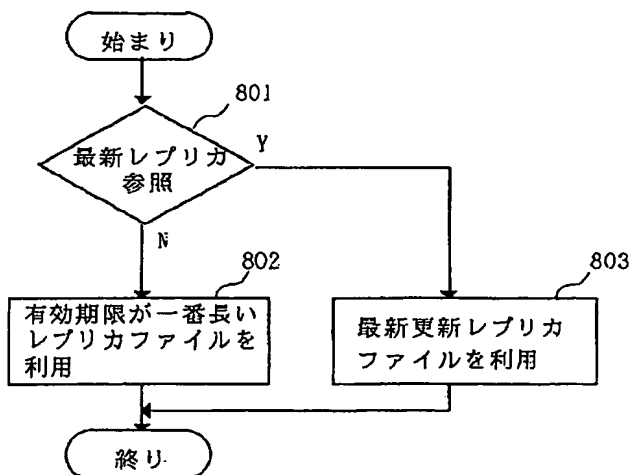 始まり
801
最新レプリカ
参照
Y
N
802
有効期限が一番長い
レプリカファイルを
利用
803
最新更新レプリカ
ファイルを利用
終り